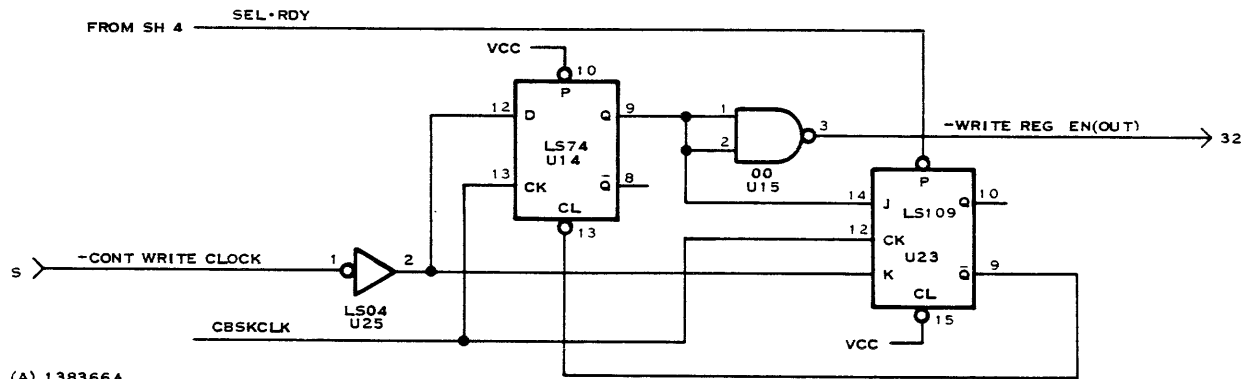 SEL•RDY
FROM SH 4
VCC
10
P
12 D Q 9
LS74
U14
13 CK Q̅ 8
CL
13
1
2
3
00
U15
-WRITE REG EN(OUT)
32
P
14 J Q 10
LS109
12 CK
U23
K Q̅ 9
CL
15
VCC
S
-CONT WRITE CLOCK
1
2
LS04
U25
CBSKCLK
(A) 138366A